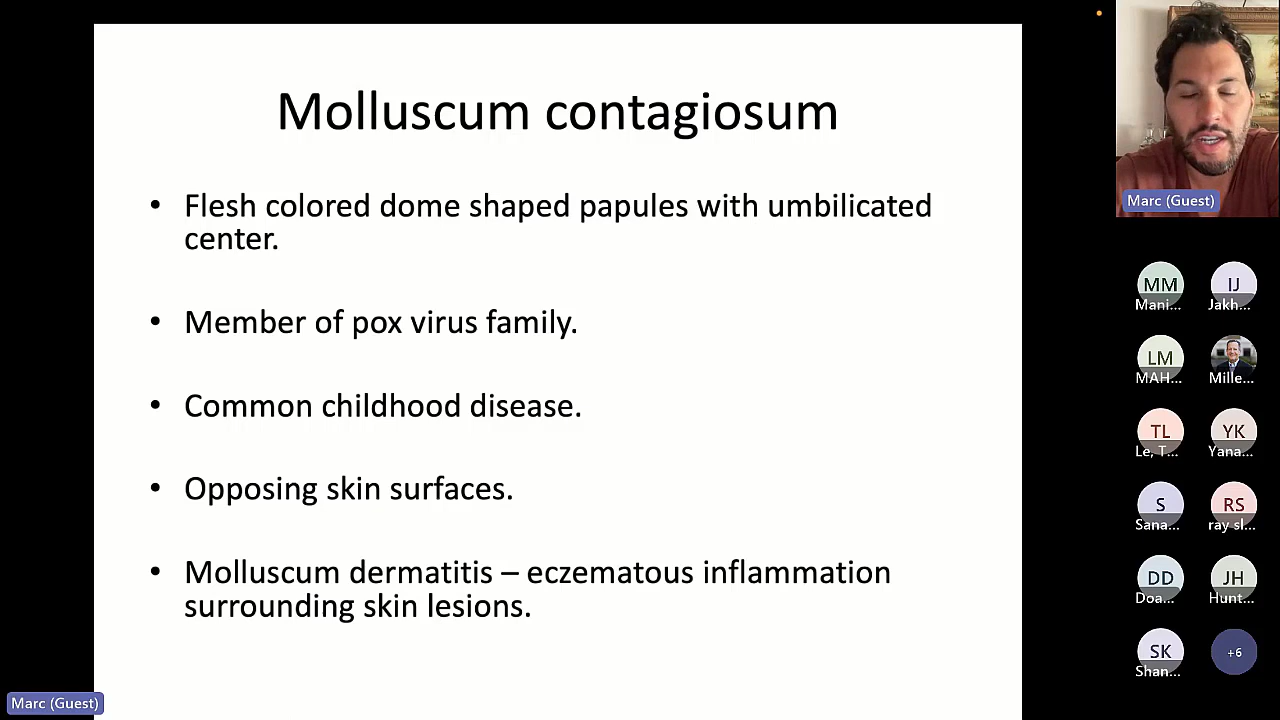 Molluscum contagiosum
• Flesh colored dome shaped papules with umbilicated
center.
• Member of pox virus family.
• Common childhood disease.
• Opposing skin surfaces.
• Molluscum dermatitis – eczematous inflammation
surrounding skin lesions.
Marc (Guest)
Marc (Guest)
MM
Mani...
IJ
Jakh...
LM
MAH...
Mille...
TL
Le, T...
YK
Yana...
S
Sana...
RS
ray sl...
DD
Doa...
JH
Hunt...
SK
Shan...
+6